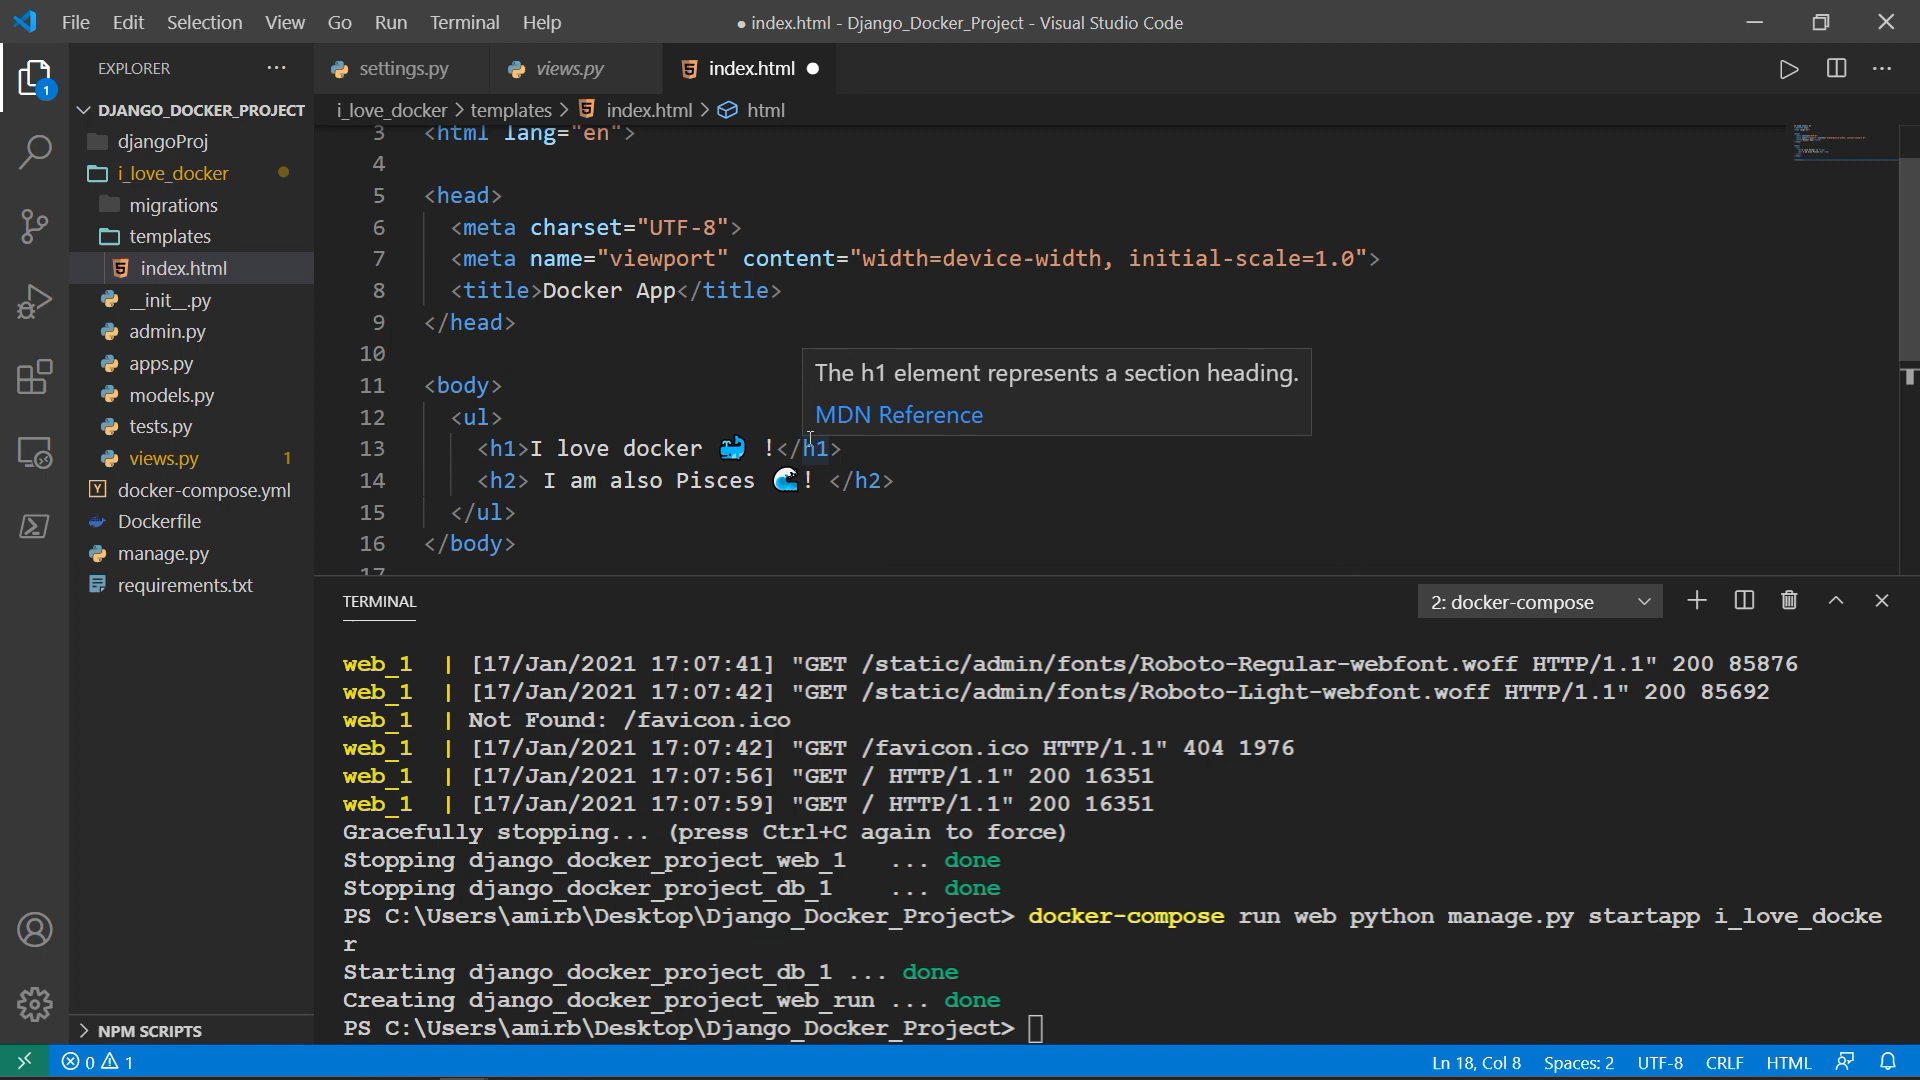 File Edit Selection View Go Run Terminal Help
● index.html - Django_Docker_Project - Visual Studio Code
1
EXPLORER ...
DJANGO_DOCKER_PROJECT
djangoProj
i_love_docker
migrations
templates
index.html
__init__.py
admin.py
apps.py
models.py
tests.py
views.py 1
docker-compose.yml
Dockerfile
manage.py
requirements.txt
NPM SCRIPTS
settings.py views.py index.html ●
i_love_docker > templates > index.html > html
3 <html lang="en">
4
5 <head>
6 <meta charset="UTF-8">
7 <meta name="viewport" content="width=device-width, initial-scale=1.0">
8 <title>Docker App</title>
9 </head>
10
11 <body>
The h1 element represents a section heading.
MDN Reference
12 <ul>
13 <h1>I love docker 🐳 !</h1>
14 <h2> I am also Pisces 🌊! </h2>
15 </ul>
16 </body>
17
TERMINAL
2: docker-compose
web_1 | [17/Jan/2021 17:07:41] "GET /static/admin/fonts/Roboto-Regular-webfont.woff HTTP/1.1" 200 85876
web_1 | [17/Jan/2021 17:07:42] "GET /static/admin/fonts/Roboto-Light-webfont.woff HTTP/1.1" 200 85692
web_1 | Not Found: /favicon.ico
web_1 | [17/Jan/2021 17:07:42] "GET /favicon.ico HTTP/1.1" 404 1976
web_1 | [17/Jan/2021 17:07:56] "GET / HTTP/1.1" 200 16351
web_1 | [17/Jan/2021 17:07:59] "GET / HTTP/1.1" 200 16351
Gracefully stopping... (press Ctrl+C again to force)
Stopping django_docker_project_web_1 ... done
Stopping django_docker_project_db_1 ... done
PS C:\Users\amirb\Desktop\Django_Docker_Project> docker-compose run web python manage.py startapp i_love_docke
r
Starting django_docker_project_db_1 ... done
Creating django_docker_project_web_run ... done
PS C:\Users\amirb\Desktop\Django_Docker_Project>
0 1
Ln 18, Col 8 Spaces: 2 UTF-8 CRLF HTML